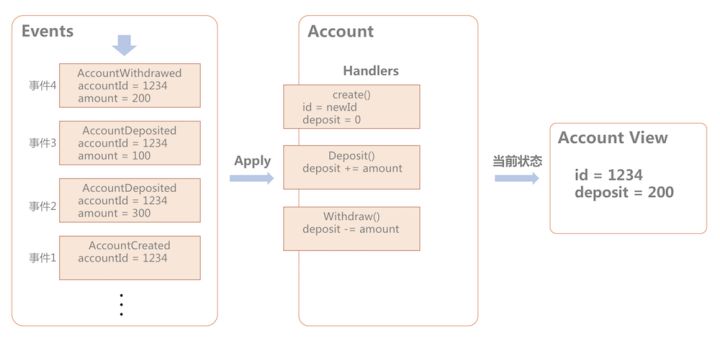 Events
事件4
AccountWithdrawed
accountId = 1234
amount = 200
事件3
AccountDeposited
accountId = 1234
amount = 100
事件2
AccountDeposited
accountId = 1234
amount = 300
事件1
AccountCreated
accountId = 1234
Apply
Account
Handlers
create()
id = newId
deposit = 0
Deposit()
deposit += amount
Withdraw()
deposit -= amount
当前状态
Account View
id = 1234
deposit = 200